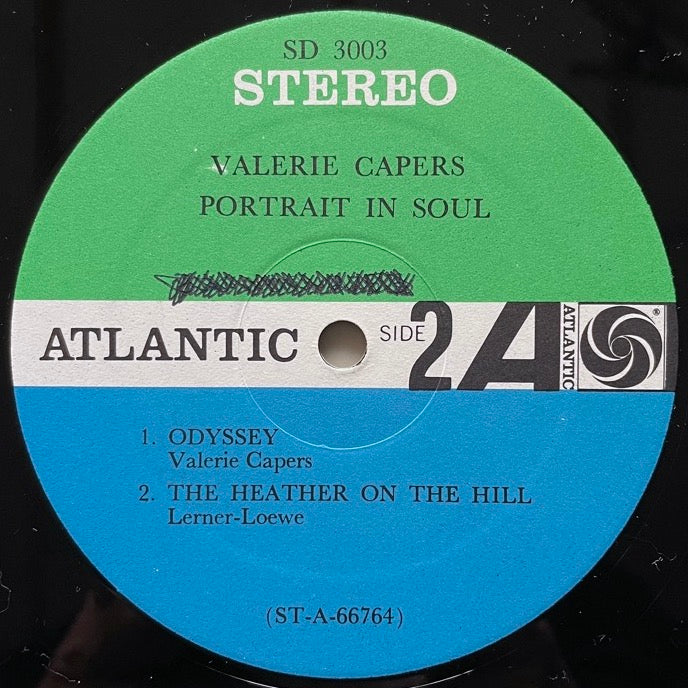 SD 3003
STEREO
VALERIE CAPERS
PORTRAIT IN SOUL
ATLANTIC SIDE 2 A ATLANTIC ®
1. ODYSSEY
Valerie Capers
2. THE HEATHER ON THE HILL
Lerner-Loewe
(ST-A-66764)